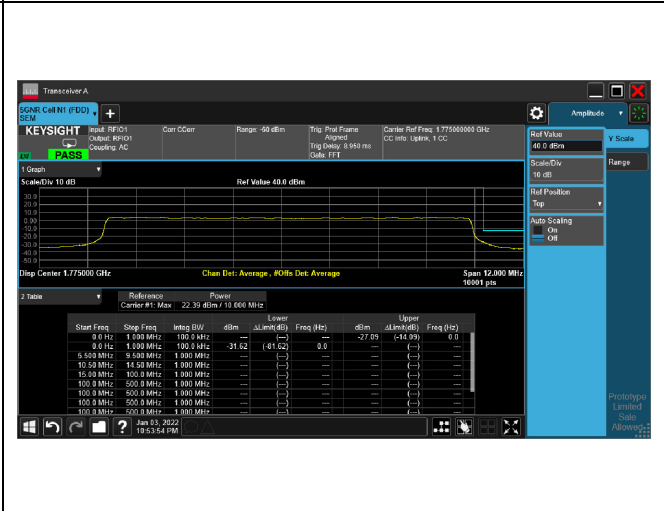 Transceiver A
5GNR Cell N1 (FDD)
SEM
Amplitude
KEYSIGHT
Input: RFIO1
Output: RFIO1
Coupling: AC
Corr CCorr
Range: -60 dBm
Trig: Prot Frame
Aligned
Trig Delay: 8.950 ms
Gate: FFT
Carrier Ref Freq: 1.775000000 GHz
CC Info: Uplink, 1 CC
PASS
Ref Value
40.0 dBm
Y Scale
Scale/Div
10 dB
Range
Ref Position
Top
Auto Scaling
On
Off
1 Graph
Scale/Div 10 dB
Ref Value 40.0 dBm
30.0
20.0
10.0
0.00
-10.0
-20.0
-30.0
-40.0
-50.0
Disp Center 1.775000 GHz
Chan Det: Average , #Offs Det: Average
Span 12.000 MHz
10001 pts
2 Table
Reference Power
Carrier #1: Max 22.39 dBm / 10.000 MHz
Lower Upper
Start Freq Stop Freq Integ BW dBm ΔLimit(dB) Freq (Hz) dBm ΔLimit(dB) Freq (Hz)
0.0 Hz 1.000 MHz 100.0 kHz --- (---) --- -27.09 (-14.09) 0.0
0.0 Hz 1.000 MHz 100.0 kHz -31.62 (-81.62) 0.0 --- (---) ---
5.500 MHz 9.500 MHz 1.000 MHz --- (---) --- --- (---) ---
10.50 MHz 14.50 MHz 1.000 MHz --- (---) --- --- (---) ---
15.00 MHz 100.0 MHz 1.000 MHz --- (---) --- --- (---) ---
100.0 MHz 500.0 MHz 1.000 MHz --- (---) --- --- (---) ---
100.0 MHz 500.0 MHz 1.000 MHz --- (---) --- --- (---) ---
100.0 MHz 500.0 MHz 1.000 MHz --- (---) --- --- (---) ---
Prototype
Limited
Sale
Allowed
Jan 03, 2022
10:53:54 PM